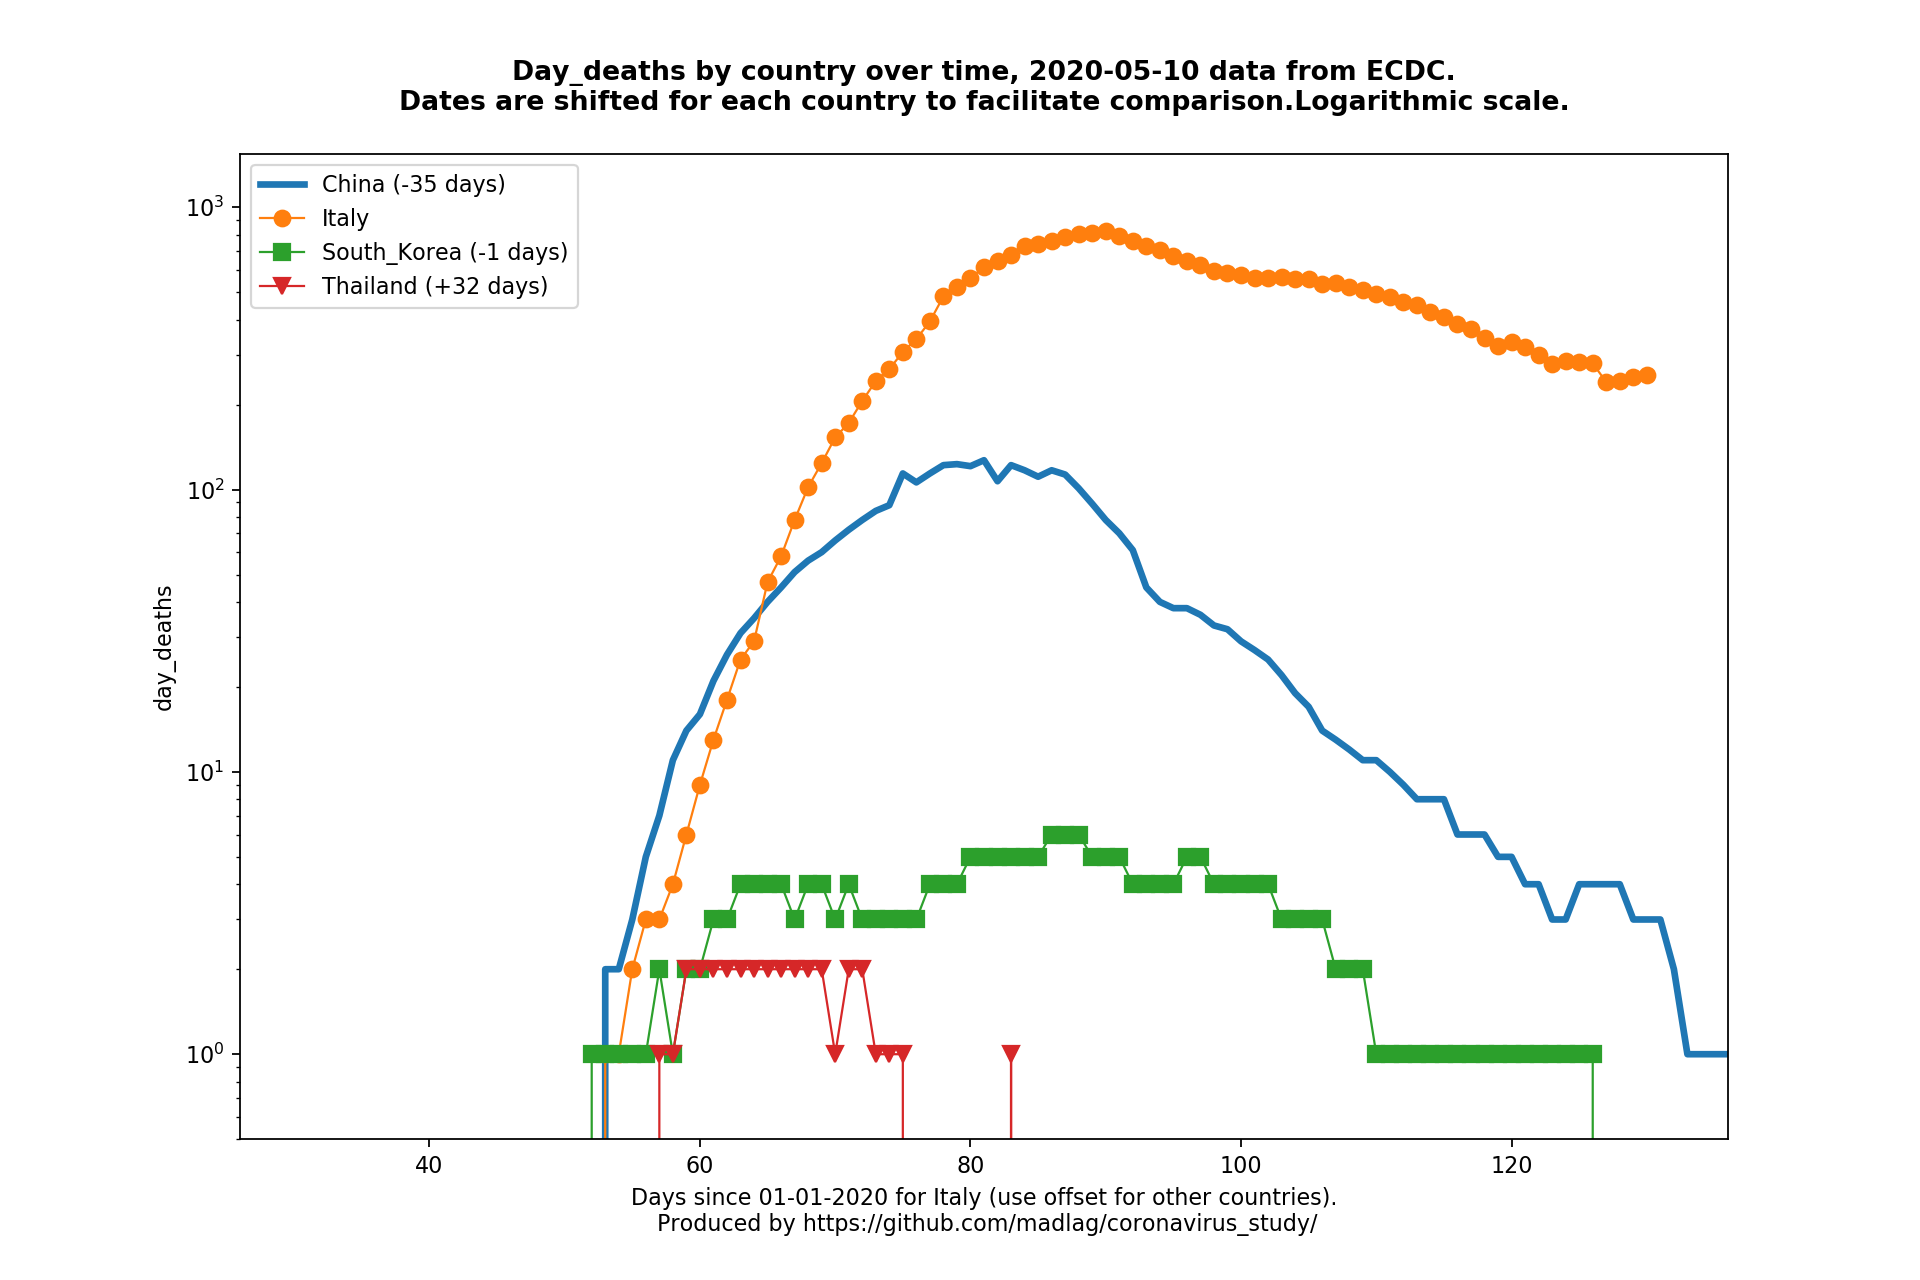 Day_deaths by country over time, 2020-05-10 data from ECDC.
Dates are shifted for each country to facilitate comparison.Logarithmic scale.
China (-35 days)
Italy
South_Korea (-1 days)
Thailand (+32 days)
10³
10²
10¹
10⁰
day_deaths
40 60 80 100 120
Days since 01-01-2020 for Italy (use offset for other countries).
Produced by https://github.com/madlag/coronavirus_study/